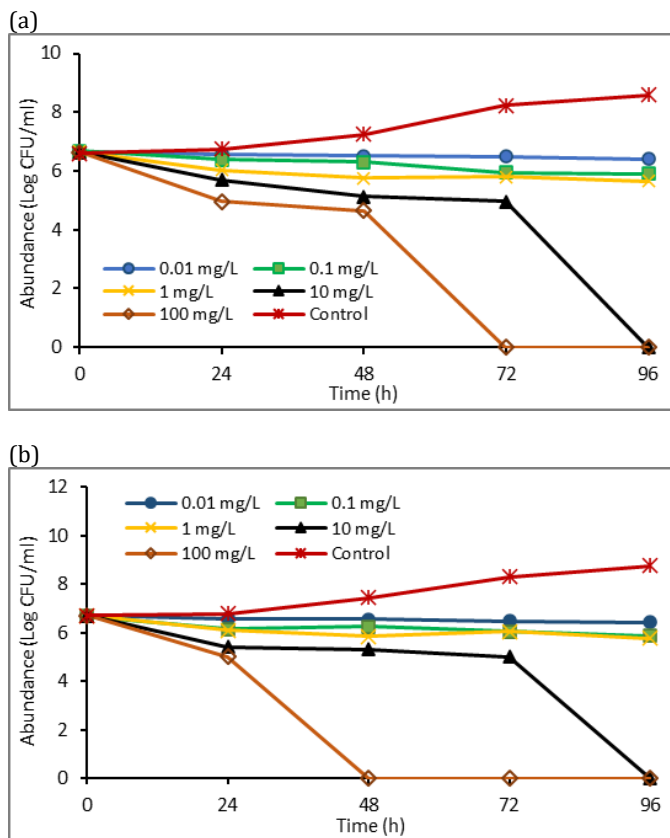 (a)
10
8
6
4
2
0
Abundance (Log CFU/ml)
0.01 mg/L 0.1 mg/L
1 mg/L 10 mg/L
100 mg/L Control
0 24 48 72 96
Time (h)
(b)
12
10
8
6
4
2
0
Abundance (Log CFU/ml)
0.01 mg/L 0.1 mg/L
1 mg/L 10 mg/L
100 mg/L Control
0 24 48 72 96
Time (h)